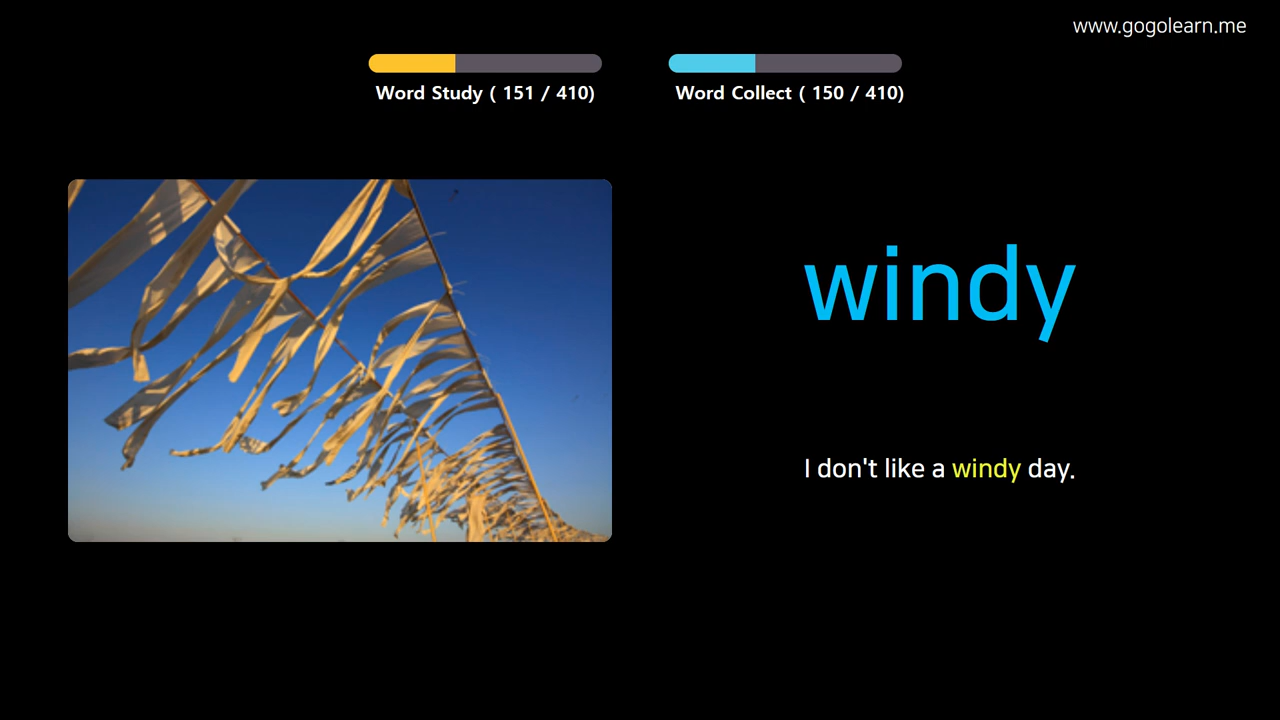 www.gogolearn.me
Word Study ( 151 / 410)
Word Collect ( 150 / 410)
windy
I don't like a windy day.